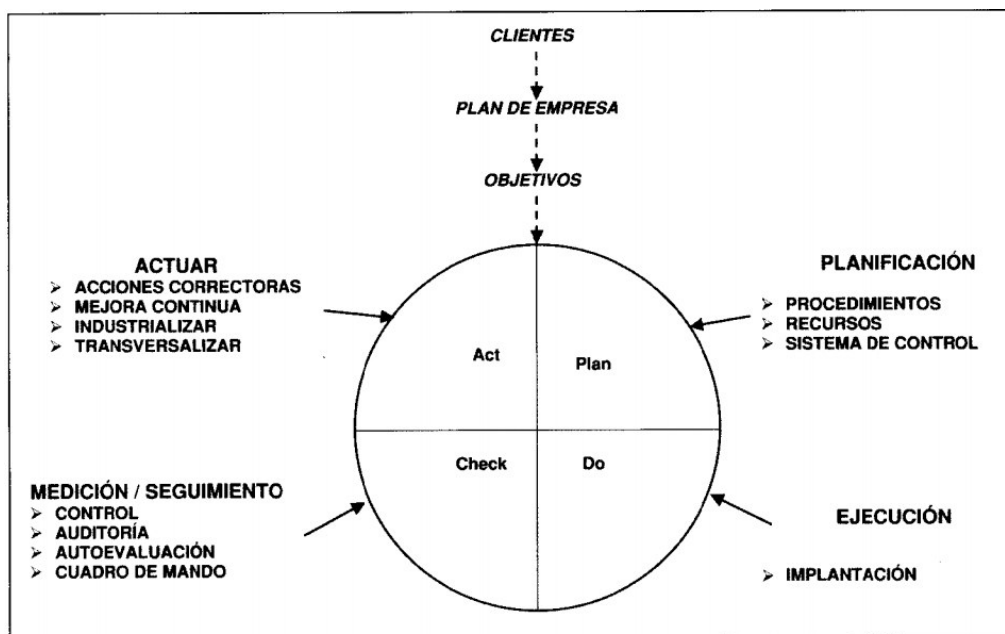 CLIENTES
PLAN DE EMPRESA
OBJETIVOS
ACTUAR
➢ ACCIONES CORRECTORAS
➢ MEJORA CONTINUA
➢ INDUSTRIALIZAR
➢ TRANSVERSALIZAR
PLANIFICACIÓN
➢ PROCEDIMIENTOS
➢ RECURSOS
➢ SISTEMA DE CONTROL
Act
Plan
Check
Do
MEDICIÓN / SEGUIMIENTO
➢ CONTROL
➢ AUDITORÍA
➢ AUTOEVALUACIÓN
➢ CUADRO DE MANDO
EJECUCIÓN
➢ IMPLANTACIÓN